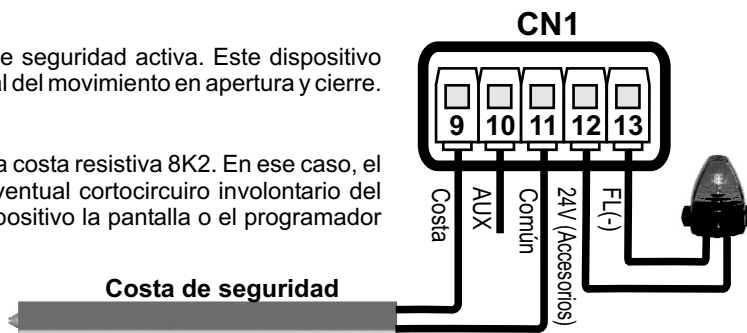 CN1
e seguridad activa. Este dispositivo
al del movimiento en apertura y cierre.
a costa resistiva 8K2. En ese caso, el
ventual cortocircuiro involontario del
positivo la pantalla o el programador
9 10 11 12 13
Costa
AUX
Común
24V (Accesorios)
FL(-)
Costa de seguridad